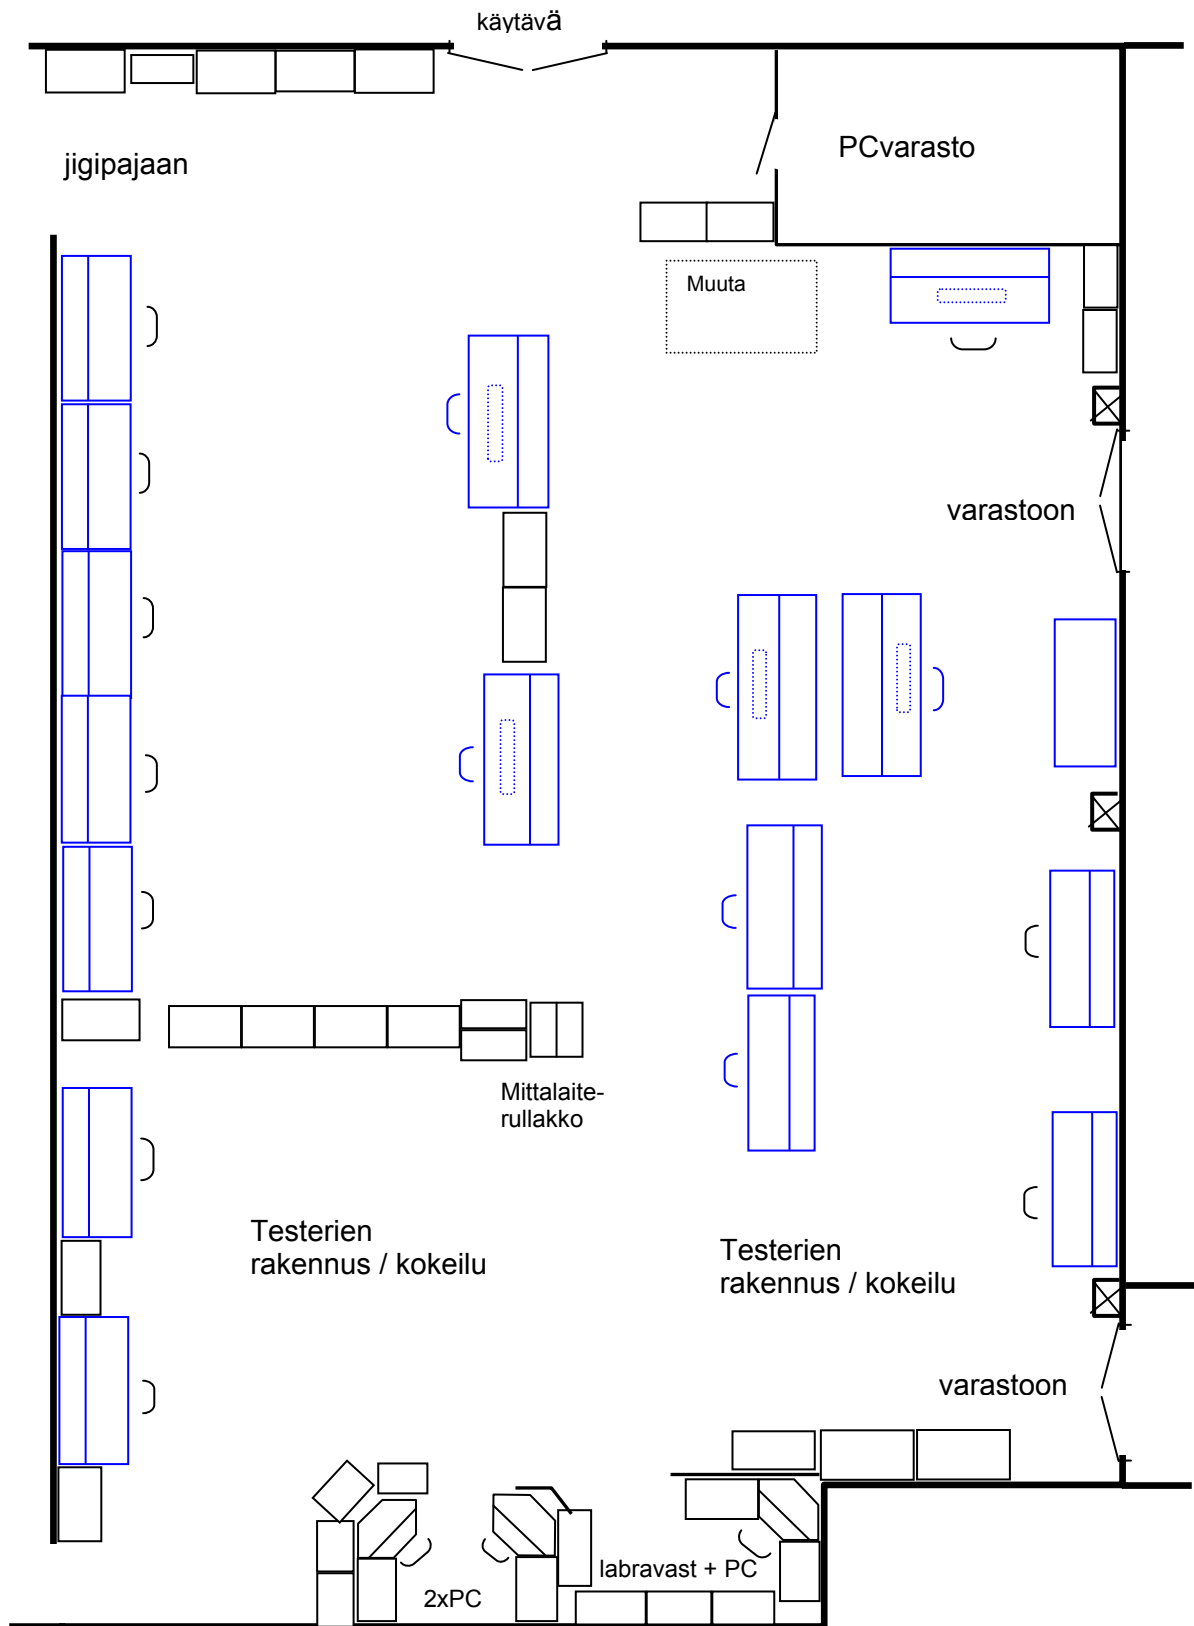 käytävä
PCvarasto
jigipajaan
Muuta
varastoon
Mittalaite-
rullakko
Testerien
rakennus / kokeilu
Testerien
rakennus / kokeilu
varastoon
labravast + PC
2xPC